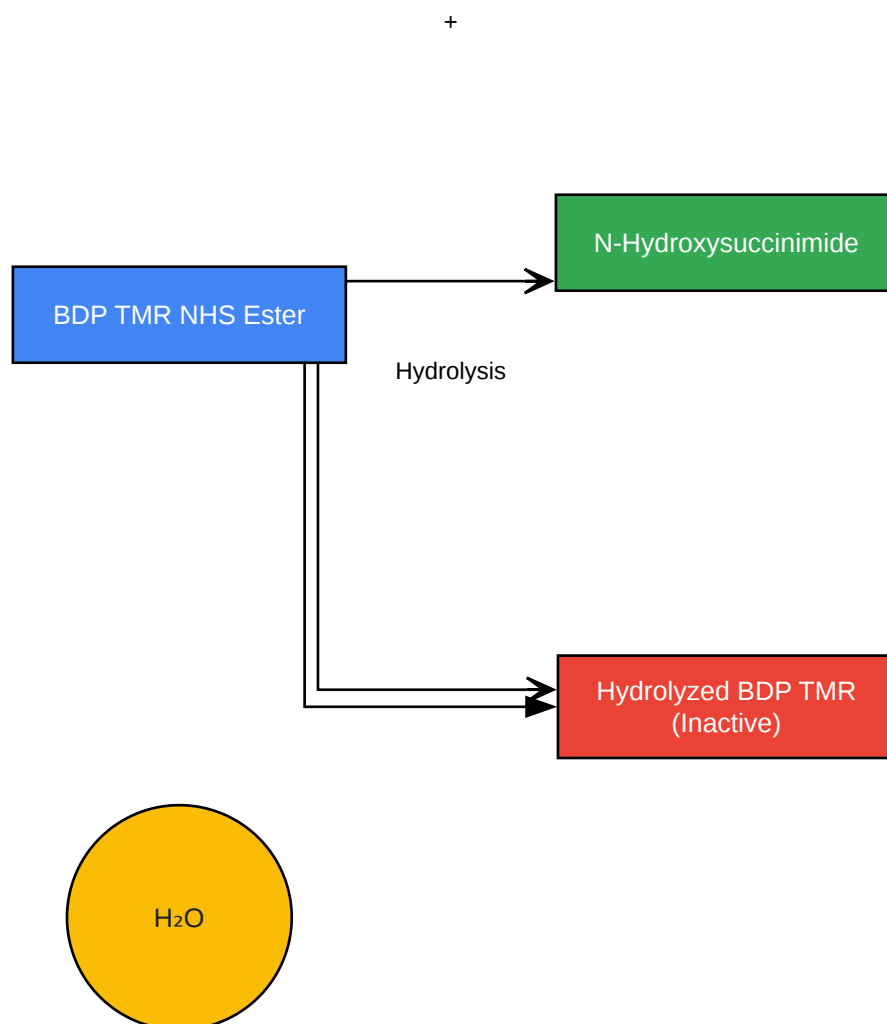 +
N-Hydroxysuccinimide
BDP TMR NHS Ester
Hydrolysis
Hydrolyzed BDP TMR
(Inactive)
H₂O